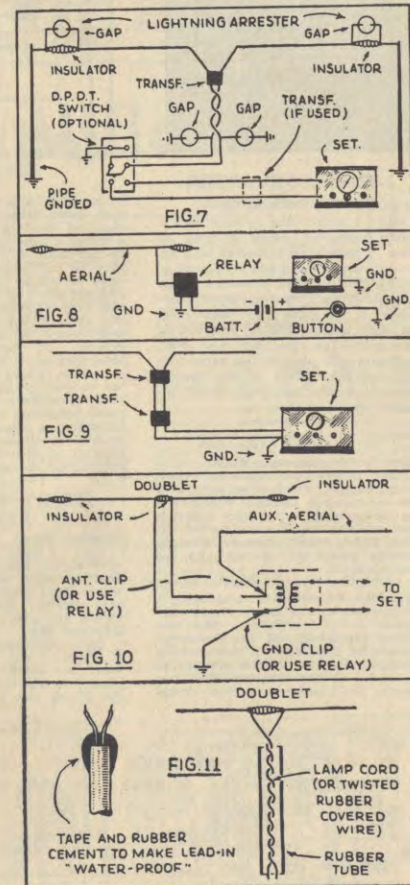 LIGHTNING ARRESTER
GAP
GAP
INSULATOR
INSULATOR
TRANSF.
D.P.D.T.
SWITCH
(OPTIONAL)
GAP
GAP
TRANSF.
(IF USED)
SET.
PIPE
GNDED
FIG.7
AERIAL
RELAY
SET
GND.
GND.
FIG.8
GND
- +
BATT.
BUTTON
TRANSF.
TRANSF.
SET.
FIG 9
GND.
DOUBLET
INSULATOR
INSULATOR
AUX. AERIAL
ANT. CLIP
(OR USE
RELAY)
TO
SET
GND. CLIP
(OR USE RELAY)
FIG. 10
DOUBLET
FIG.11
LAMP CORD
(OR TWISTED
RUBBER
COVERED
WIRE)
RUBBER
TUBE
TAPE AND RUBBER
CEMENT TO MAKE LEAD-IN
"WATER-PROOF"